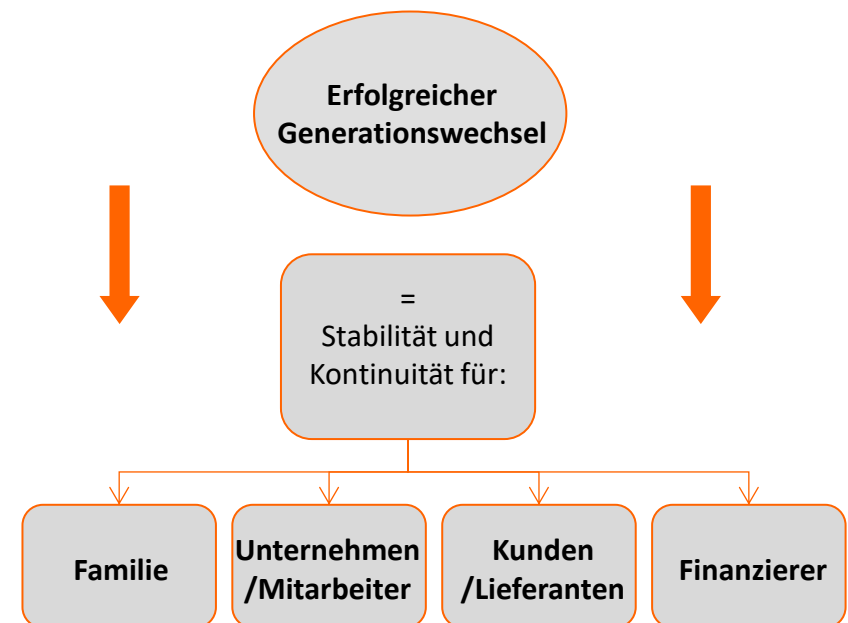 Erfolgreicher
Generationswechsel
=
Stabilität und
Kontinuität für:
Familie
Unternehmen
/Mitarbeiter
Kunden
/Lieferanten
Finanzierer